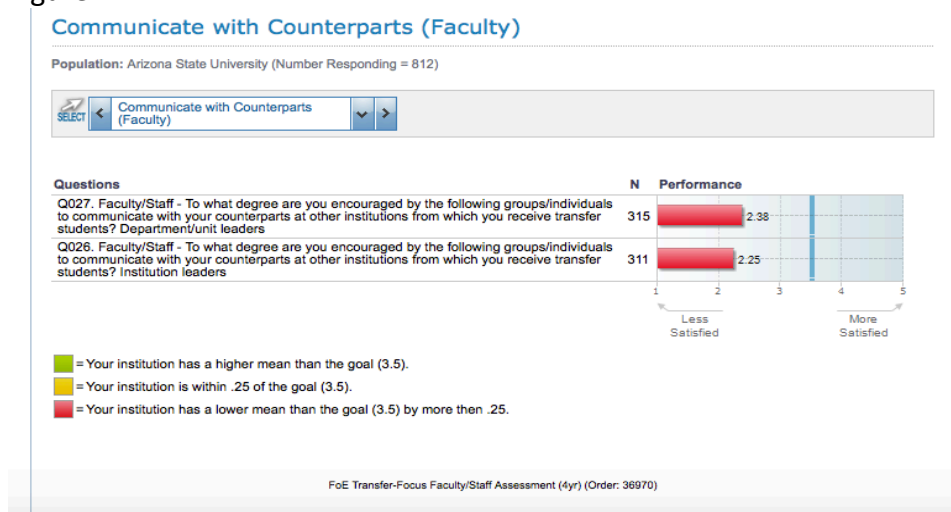 Communicate with Counterparts (Faculty)
Population: Arizona State University (Number Responding = 812)
SELECT < Communicate with Counterparts
(Faculty)
>
Questions N Performance
Q027. Faculty/Staff - To what degree are you encouraged by the following groups/individuals
to communicate with your counterparts at other institutions from which you receive transfer
students? Department/unit leaders
315 2.38
Q026. Faculty/Staff - To what degree are you encouraged by the following groups/individuals
to communicate with your counterparts at other institutions from which you receive transfer
students? Institution leaders
311 2.25
1 2 3 4 5
Less
Satisfied
More
Satisfied
= Your institution has a higher mean than the goal (3.5).
= Your institution is within .25 of the goal (3.5).
= Your institution has a lower mean than the goal (3.5) by more then .25.
FoE Transfer-Focus Faculty/Staff Assessment (4yr) (Order: 36970)